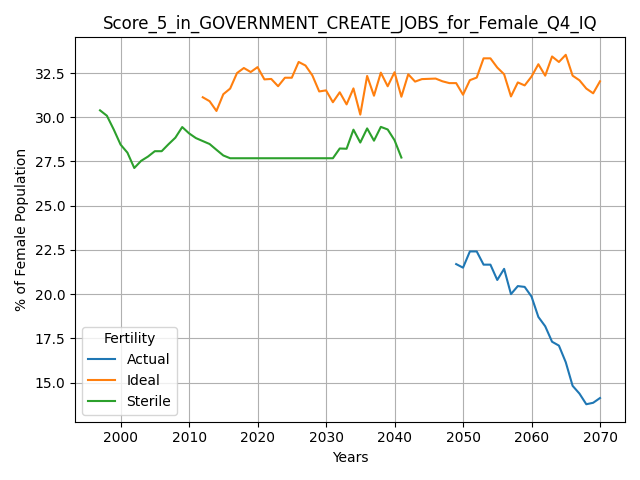 Score_5_in_GOVERNMENT_CREATE_JOBS_for_Female_Q4_IQ
% of Female Population
32.5
30.0
27.5
25.0
22.5
20.0
17.5
15.0
Fertility
Actual
Ideal
Sterile
2000 2010 2020 2030 2040 2050 2060 2070
Years